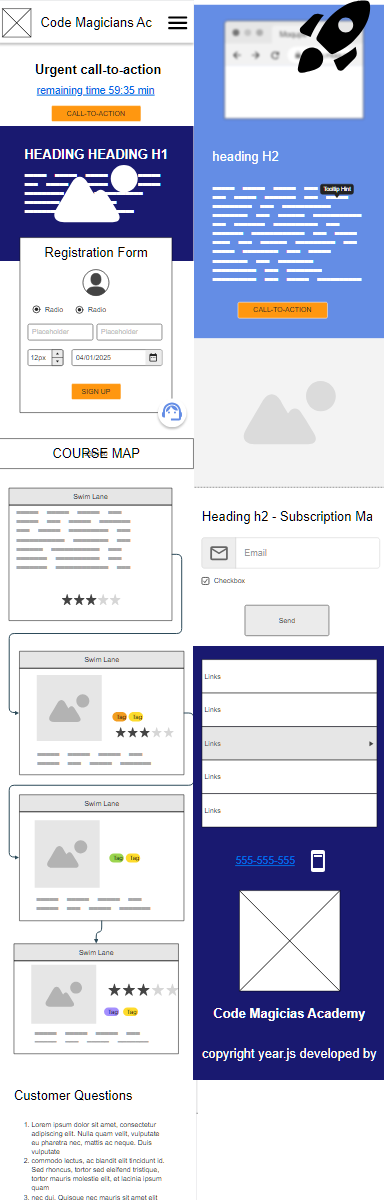 Code Magicians Ac
Urgent call-to-action
remaining time 59:35 min
CALL-TO-ACTION
HEADING HEADING H1
Registration Form
Radio
Radio
Placeholder
Placeholder
12px
04/01/2025
SIGN UP
COURSE MAP
Swim Lane
Swim Lane
Tag
Tag
Swim Lane
Tag
Tag
Swim Lane
Tag
Tag
Customer Questions
1. Lorem ipsum dolor sit amet, consectetur
adipiscing elit. Nulla quam velit, vulputate
eu pharetra nec, mattis ac neque. Duis
vulputate
2. commodo lectus, ac blandit elit tincidunt id..
Sed rhoncus, tortor sed eleifend tristique,
tortor mauris molestie elit, et lacinia ipsum
quam
3. nec dui. Quisque nec mauris sit amet elit
heading H2
Tooltip Hint
CALL-TO-ACTION
Heading h2 - Subscription Ma
Email
Checkbox
Send
Links
Links
Links
Links
Links
555-555-555
Code Magicias Academy
copyright year.js developed by